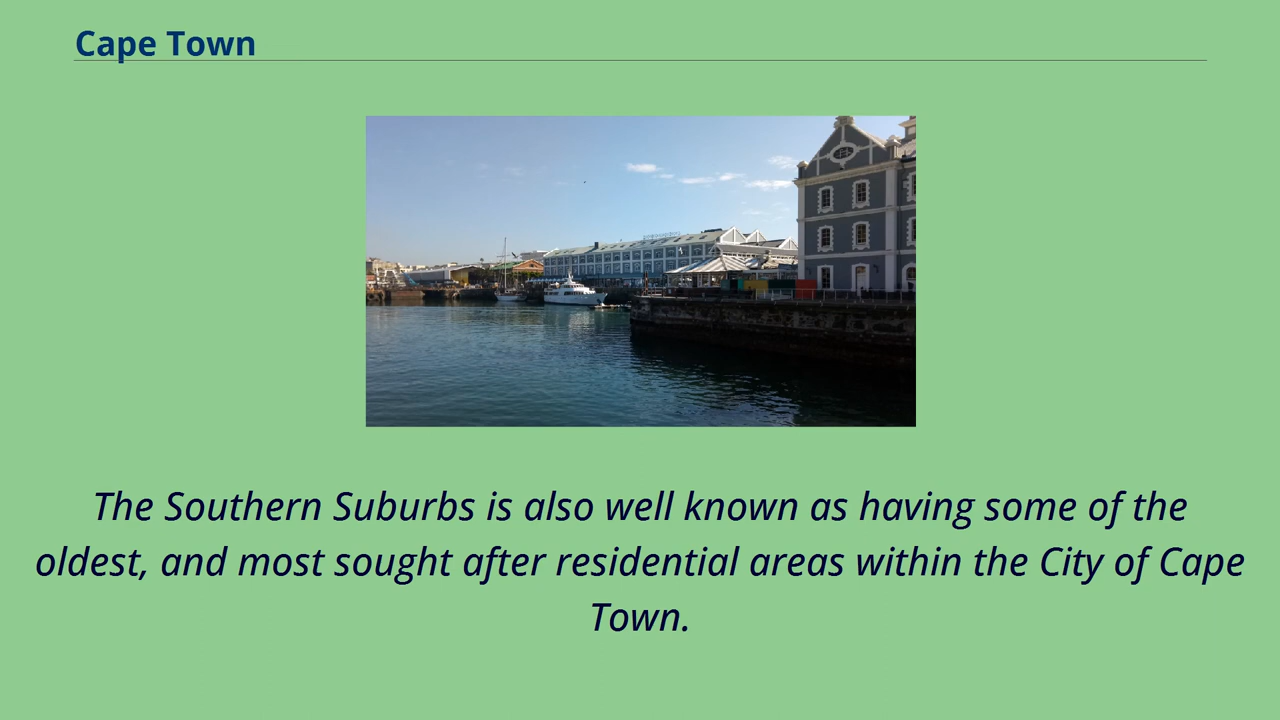 Cape Town
The Southern Suburbs is also well known as having some of the
oldest, and most sought after residential areas within the City of Cape
Town.